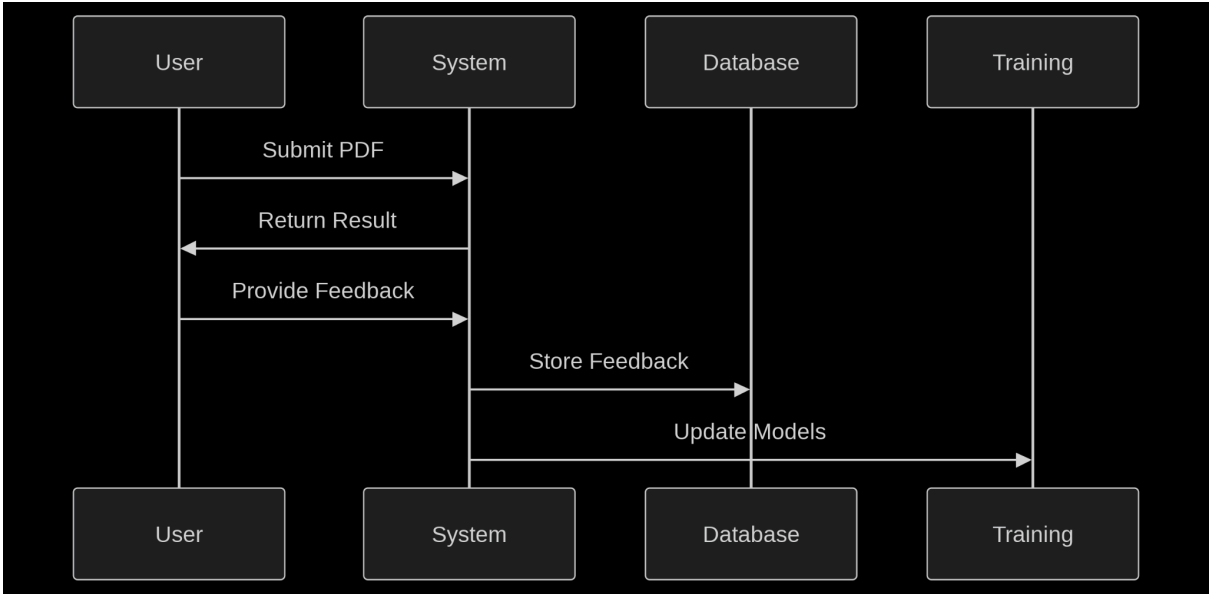 User
System
Database
Training
Submit PDF
Return Result
Provide Feedback
Store Feedback
Update Models
User
System
Database
Training